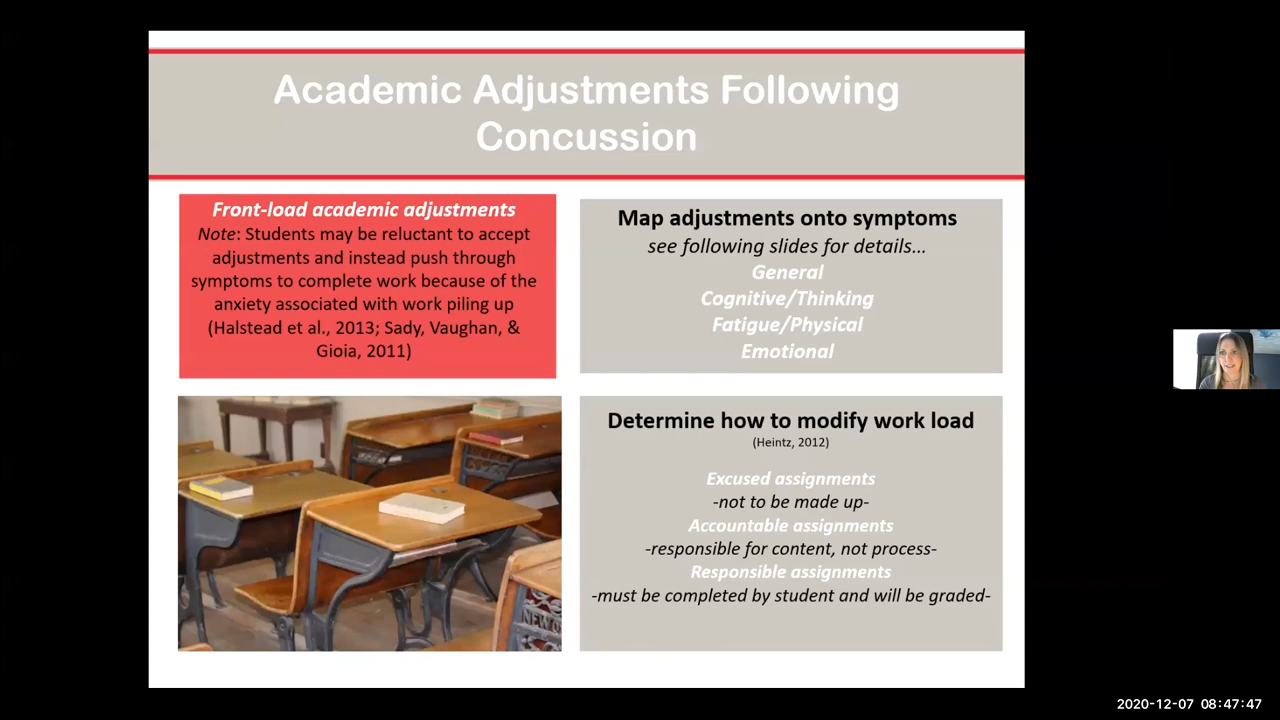 Academic Adjustments Following
Concussion
Front-load academic adjustments
Note: Students may be reluctant to accept
adjustments and instead push through
symptoms to complete work because of the
anxiety associated with work piling up
(Halstead et al., 2013; Sady, Vaughan, &
Gioia, 2011)
Map adjustments onto symptoms
see following slides for details...
General
Cognitive/Thinking
Fatigue/Physical
Emotional
Determine how to modify work load
(Heintz, 2012)
Excused assignments
-not to be made up-
Accountable assignments
-responsible for content, not process-
Responsible assignments
-must be completed by student and will be graded-
NEW O
2020-12-07 08:47:47